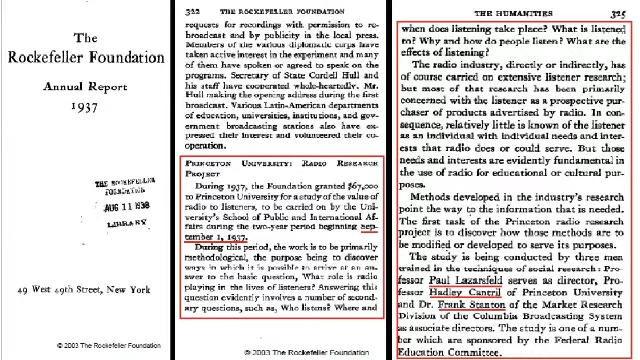 The
Rockefeller Foundation
Annual Report
1937
THE ROCKEFELLER
FOUNDATION
AUG 11 1938
LIBRARY
49 West 49th Street, New York
© 2003 The Rockefeller Foundation
322 THE ROCKEFELLER FOUNDATION
requests for recordings with permission to re-
broadcast and by publicity in the local press.
Members of the various diplomatic corps have
taken active interest in the experiment and many
of them have spoken or agreed to speak on the
programs. Secretary of State Cordell Hull and
his staff have cooperated whole-heartedly. Mr.
Hull making the opening address during the first
broadcast. Various Latin-American departments
of education, universities, institutions, and gov-
ernment broadcasting stations also have ex-
pressed their interest and volunteered their co-
operation.
PRINCETON UNIVERSITY: RADIO RESEARCH
PROJECT
During 1937, the Foundation granted $67,000
to Princeton University for a study of the value
of radio to listeners, to be carried on by the Uni-
versity's School of Public and International Af-
fairs during the two-year period beginning Sep-
tember 1, 1937.
During this period, the work is to be primarily
methodological, the purpose being to discover
ways in which it is possible to arrive at an an-
swer to the basic question, What role is radio
playing in the lives of listeners? Answering this
question evidently involves a number of second-
ary questions, such as, Who listens? Where and
© 2003 The Rockefeller Foundation
THE HUMANITIES 325
when does listening take place? What is listened
to? Why and how do people listen? What are the
effects of listening?
The radio industry, directly or indirectly, has
of course carried on extensive listener research;
but most of that research has been primarily
concerned with the listener as a prospective pur-
chaser of products advertised by radio. In con-
sequence, relatively little is known of the listener
as an individual with individual needs and inter-
ests that radio does or could serve. But those
needs and interests are evidently fundamental in
the use of radio for educational or cultural pur-
poses.
Methods developed in the industry's research
point the way to the information that is needed.
The first task of the Princeton radio research
project is to discover how those methods are to
be modified or developed to serve its purposes.
The study is being conducted by three men
trained in the techniques of social research: Pro-
fessor Paul Lazarsfeld serves as director, Pro-
fessor Hadley Cantril of Princeton University
and Dr. Frank Stanton of the Market Research
Division of the Columbia Broadcasting System
as associate directors. The study is one of a num-
ber which are sponsored by the Federal Radio
Education Committee.